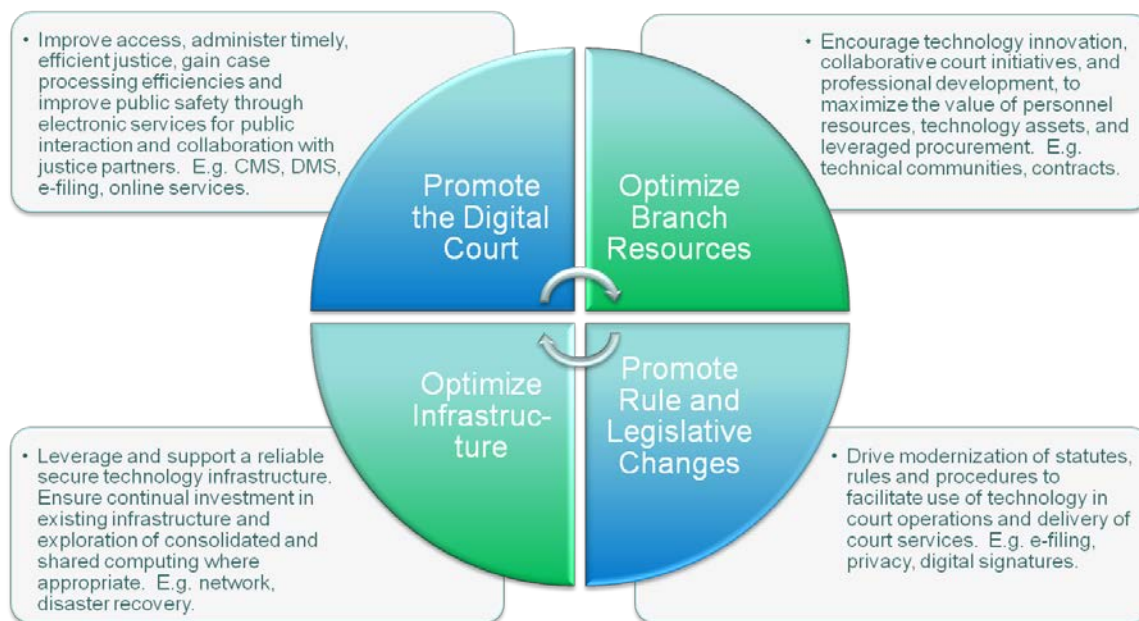 • Improve access, administer timely,
efficient justice, gain case
processing efficiencies and
improve public safety through
electronic services for public
interaction and collaboration with
justice partners.  E.g. CMS, DMS,
e-filing, online services.
• Encourage technology innovation,
collaborative court initiatives, and
professional development, to
maximize the value of personnel
resources, technology assets, and
leveraged procurement.  E.g.
technical communities, contracts.
Promote
the Digital
Court
Optimize
Branch
Resources
Optimize
Infrastruc-
ture
Promote
Rule and
Legislative
Changes
• Leverage and support a reliable
secure technology infrastructure.
Ensure continual investment in
existing infrastructure and
exploration of consolidated and
shared computing where
appropriate.  E.g. network,
disaster recovery.
• Drive modernization of statutes,
rules and procedures to
facilitate use of technology in
court operations and delivery of
court services.  E.g. e-filing,
privacy, digital signatures.